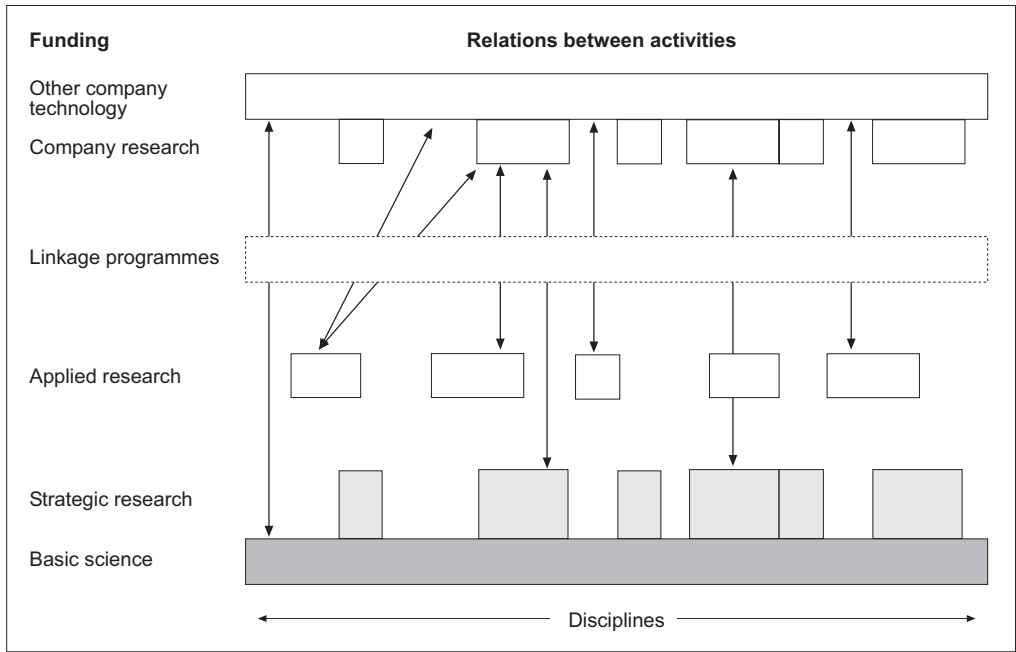 Funding
Relations between activities
Other company
technology
Company research
Linkage programmes
Applied research
Strategic research
Basic science
Disciplines